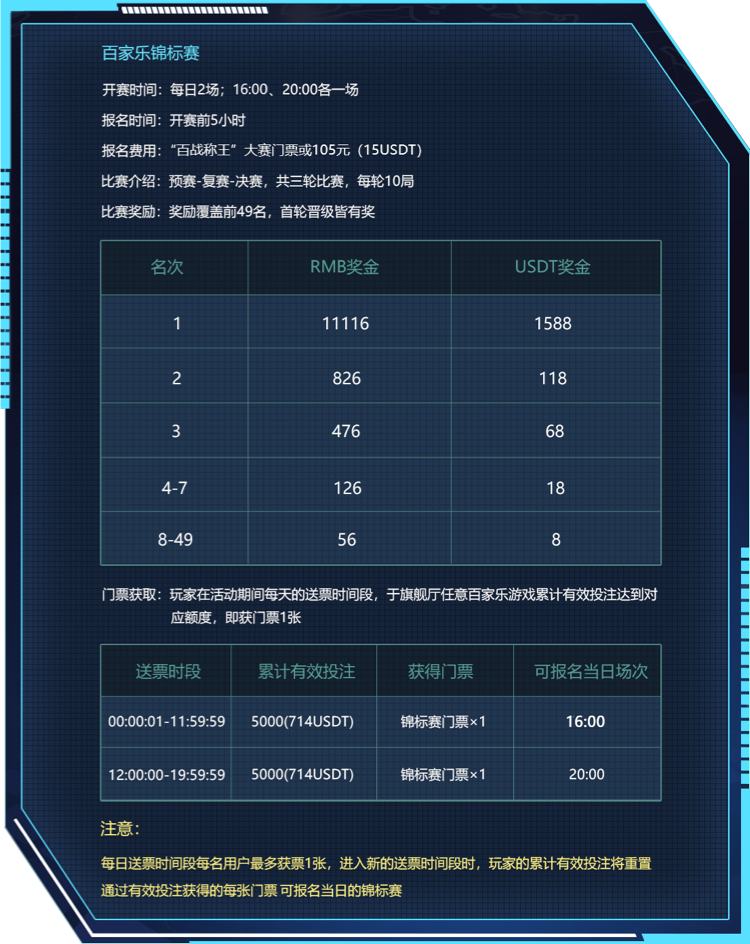 百家乐锦标赛
开赛时间：每日2场；16:00、20:00各一场
报名时间：开赛前5小时
报名费用：“百战称王”大赛门票或105元（15USDT）
比赛介绍：预赛-复赛-决赛，共三轮比赛，每轮10局
比赛奖励：奖励覆盖前49名，首轮晋级皆有奖
名次 RMB奖金 USDT奖金
1 11116 1588
2 826 118
3 476 68
4-7 126 18
8-49 56 8
门票获取：玩家在活动期间每天的送票时间段，于旗舰厅任意百家乐游戏累计有效投注达到对
应额度，即获门票1张
送票时段 累计有效投注 获得门票 可报名当日场次
00:00:01-11:59:59 5000(714USDT) 锦标赛门票×1 16:00
12:00:00-19:59:59 5000(714USDT) 锦标赛门票×1 20:00
注意：
每日送票时间段每名用户最多获票1张，进入新的送票时间段时，玩家的累计有效投注将重置
通过有效投注获得的每张门票 可报名当日的锦标赛